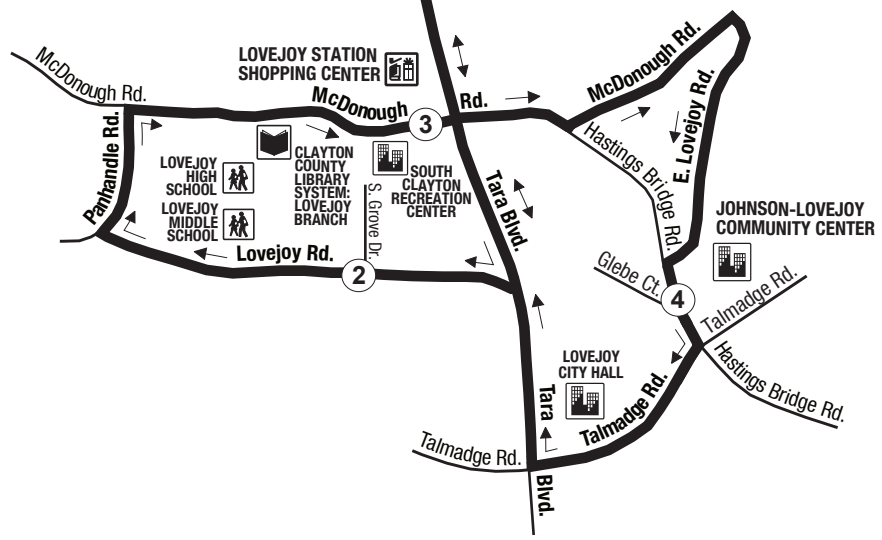 McDonough Rd.
LOVEJOY STATION
SHOPPING CENTER
McDonough
3
Rd.
McDonough Rd.
E. Lovejoy Rd.
Hastings Bridge Rd.
Panhandle Rd.
LOVEJOY
HIGH
SCHOOL
LOVEJOY
MIDDLE
SCHOOL
CLAYTON
COUNTY
LIBRARY
SYSTEM:
LOVEJOY
BRANCH
SOUTH
CLAYTON
RECREATION
CENTER
S. Grove Dr.
Tara Blvd.
Lovejoy Rd.
2
JOHNSON-LOVEJOY
COMMUNITY CENTER
Glebe Ct.
4
Talmadge Rd.
Hastings Bridge Rd.
LOVEJOY
CITY HALL
Talmadge Rd.
Tara
Blvd.
Talmadge Rd.